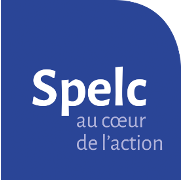 Spelc
au cœur
de l'action